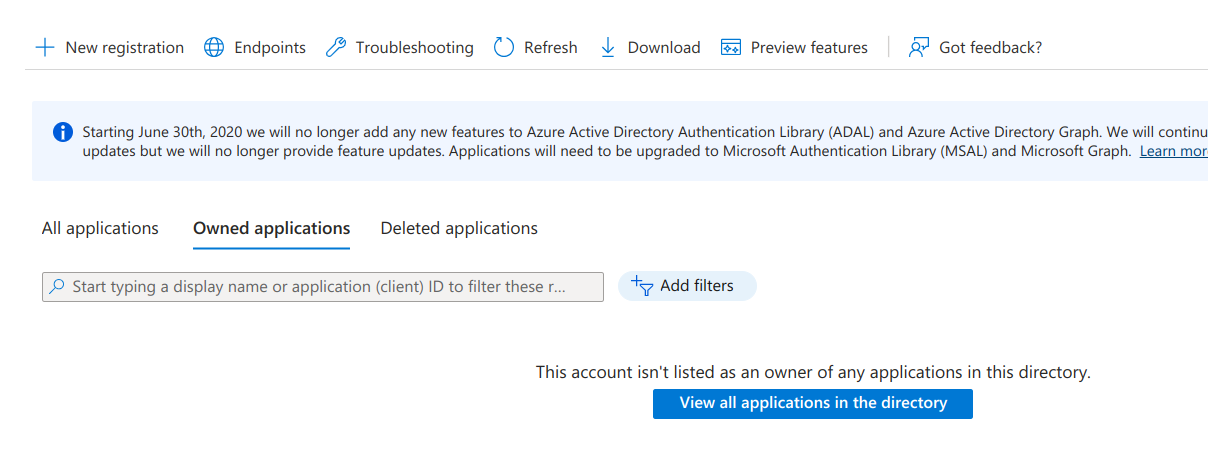 New registration Endpoints Troubleshooting Refresh Download Preview features Got feedback?
Starting June 30th, 2020 we will no longer add any new features to Azure Active Directory Authentication Library (ADAL) and Azure Active Directory Graph. We will continu
updates but we will no longer provide feature updates. Applications will need to be upgraded to Microsoft Authentication Library (MSAL) and Microsoft Graph. Learn mor
All applications Owned applications Deleted applications
Start typing a display name or application (client) ID to filter these r... Add filters
This account isn't listed as an owner of any applications in this directory.
View all applications in the directory